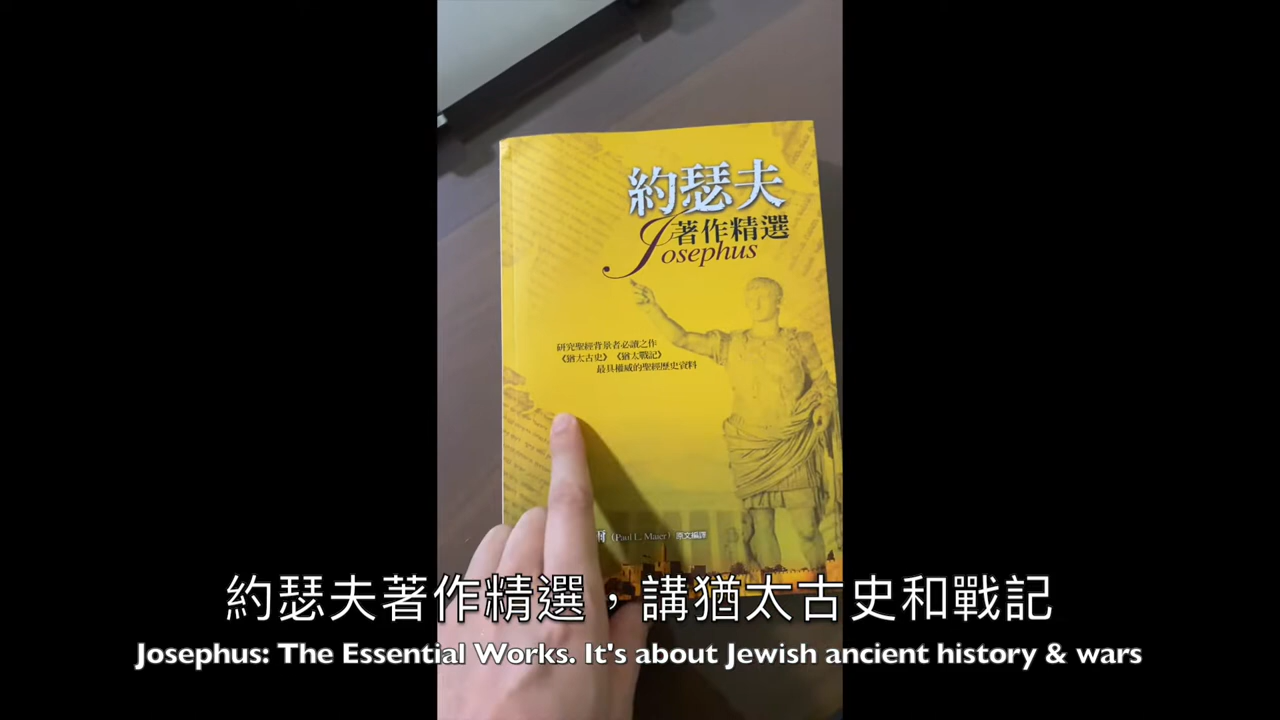 約瑟夫
著作精選
Josephus
研究聖經背景者必讀之作
《猶太古史》《猶太戰記》
最具權威的聖經歷史資料
爾（Paul L. Maier）原文編譯
約瑟夫著作精選，講猶太古史和戰記
Josephus: The Essential Works. It's about Jewish ancient history & wars